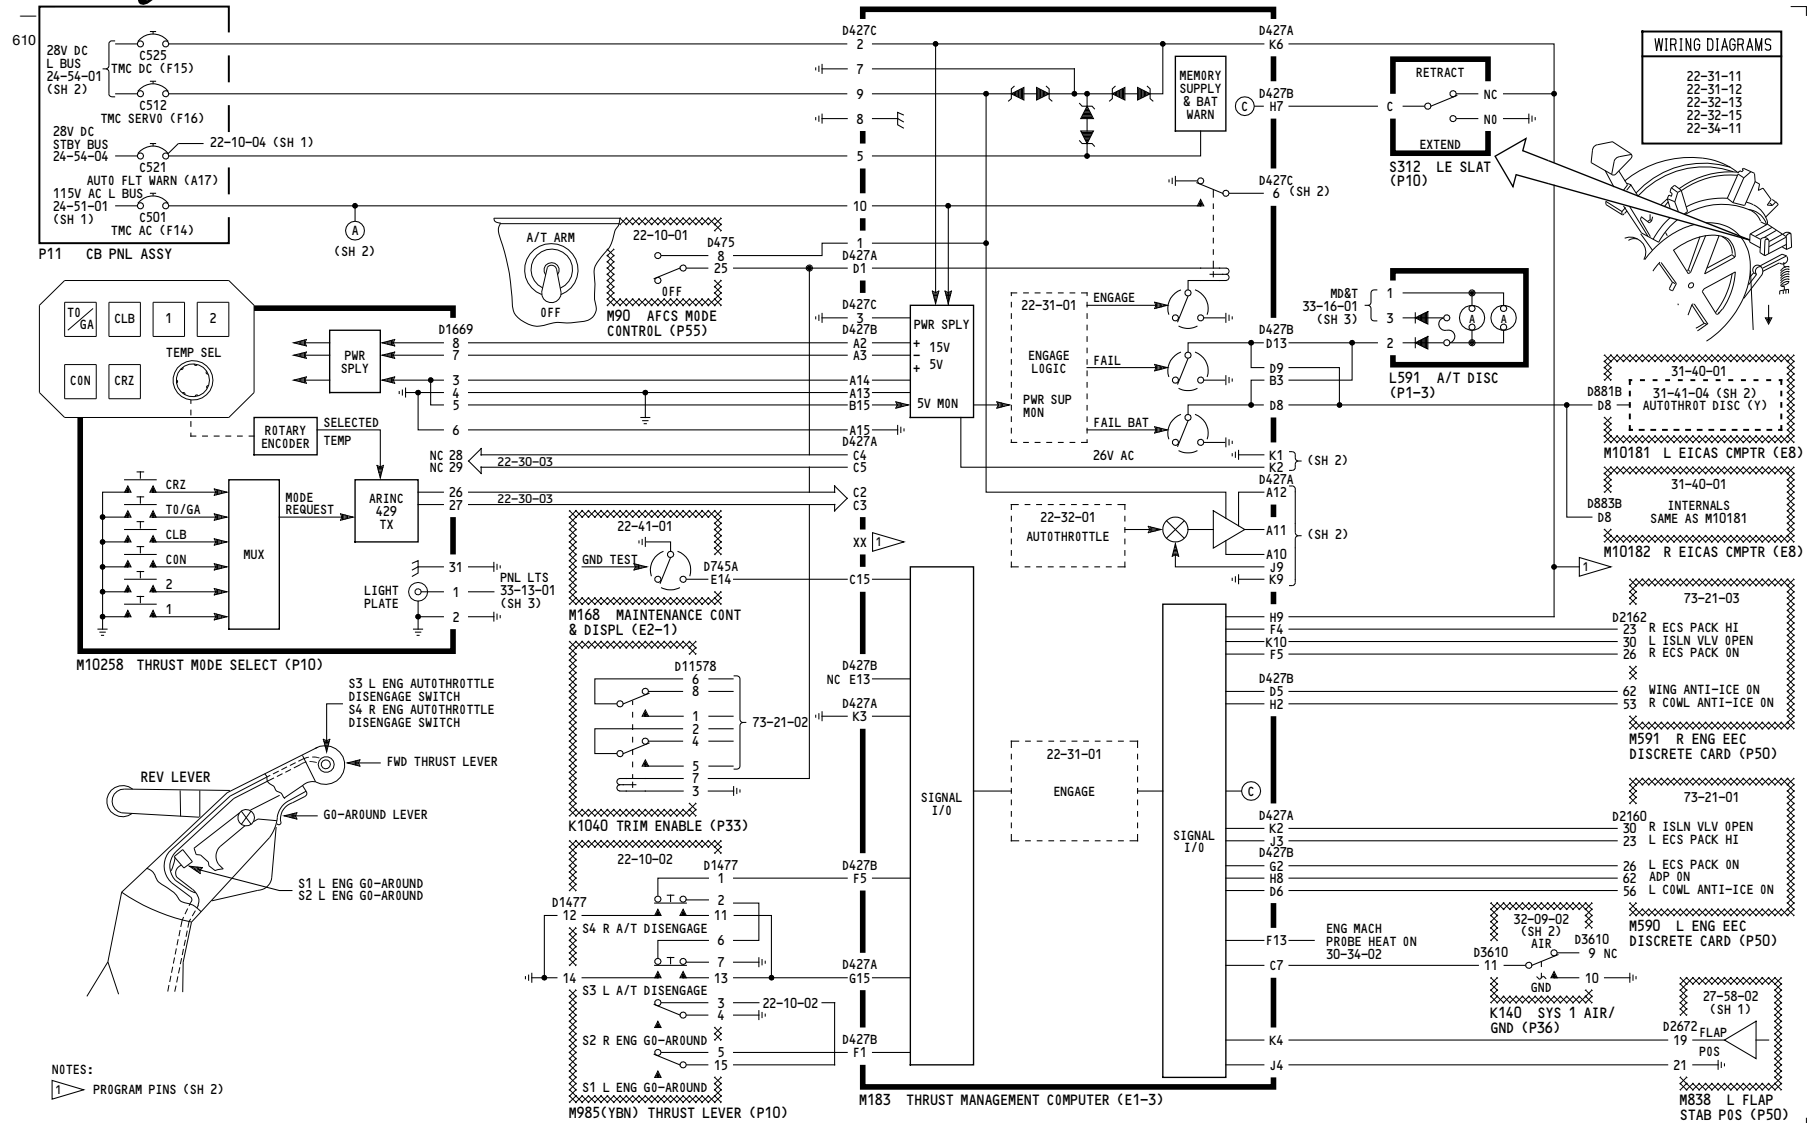 610
28V DC
L BUS
24-54-01
(SH 2)
C525
TMC DC (F15)
C512
TMC SERVO (F16)
28V DC
STBY BUS
24-54-04
22-10-04 (SH 1)
C521
AUTO FLT WARN (A17)
115V AC L BUS
24-51-01
(SH 1)
C501
TMC AC (F14)
P11 CB PNL ASSY
A
(SH 2)
A/T ARM
OFF
22-10-01
D475
8
25
OFF
M90 AFCS MODE
CONTROL (P55)
TO/GA
CLB
1
2
CON
CRZ
TEMP SEL
PWR
SPLY
D1669
8
7
3
4
5
6
ROTARY
ENCODER
SELECTED
TEMP
NC 28
NC 29
22-30-03
26
27
22-30-03
CRZ
TO/GA
CLB
CON
2
1
MUX
MODE
REQUEST
ARINC
429
TX
31
LIGHT
PLATE
1
2
PNL LTS
33-13-01
(SH 3)
M10258 THRUST MODE SELECT (P10)
S3 L ENG AUTOTHROTTLE
DISENGAGE SWITCH
S4 R ENG AUTOTHROTTLE
DISENGAGE SWITCH
FWD THRUST LEVER
REV LEVER
GO-AROUND LEVER
S1 L ENG GO-AROUND
S2 L ENG GO-AROUND
NOTES:
1 PROGRAM PINS (SH 2)
22-41-01
GND TEST
D745A
E14
M168 MAINTENANCE CONT
& DISPL (E2-1)
D11578
6
8
1
2
4
5
7
3
73-21-02
K1040 TRIM ENABLE (P33)
22-10-02
D1477
1
2
11
D1477
12
S4 R A/T DISENGAGE
6
7
14
13
S3 L A/T DISENGAGE
3
4
22-10-02
S2 R ENG GO-AROUND
5
15
S1 L ENG GO-AROUND
M985(YBN) THRUST LEVER (P10)
D427C
2
7
9
8
5
10
1
D427A
D1
D427C
3
D427B
A2
A3
A14
A13
B15
A15
D427A
C4
C5
C2
C3
XX 1
C15
D427B
NC E13
D427A
K3
D427B
F5
D427A
G15
D427B
F1
MEMORY
SUPPLY
& BAT
WARN
PWR SPLY
+
15V
-
5V
+
5V MON
22-31-01
ENGAGE
LOGIC
PWR SUP
MON
ENGAGE
FAIL
FAIL BAT
26V AC
22-32-01
AUTOTHROTTLE
SIGNAL
I/O
22-31-01
ENGAGE
SIGNAL
I/O
C
M183 THRUST MANAGEMENT COMPUTER (E1-3)
D427A
K6
C
D427B
H7
D427C
6 (SH 2)
D427B
D13
D9
B3
D8
K1
K2
(SH 2)
D427A
A12
A11
A10
J9
K9
(SH 2)
H9
F4
K10
F5
D427B
D5
H2
D427A
K2
J3
D427B
G2
H8
D6
F13
C7
K4
J4
ENG MACH
PROBE HEAT ON
30-34-02
RETRACT
C
NC
NO
EXTEND
S312 LE SLAT
(P10)
WIRING DIAGRAMS
22-31-11
22-31-12
22-32-13
22-32-15
22-34-11
MD&T
33-16-01
(SH 3)
1
3
2
A
A
L591 A/T DISC
(P1-3)
31-40-01
D881B
D8
31-41-04 (SH 2)
AUTOTHROT DISC (Y)
M10181 L EICAS CMPTR (E8)
31-40-01
D883B
D8
INTERNALS
SAME AS M10181
M10182 R EICAS CMPTR (E8)
1
73-21-03
D2162
23 R ECS PACK HI
30 L ISLN VLV OPEN
26 R ECS PACK ON
62 WING ANTI-ICE ON
53 R COWL ANTI-ICE ON
M591 R ENG EEC
DISCRETE CARD (P50)
73-21-01
D2160
30 R ISLN VLV OPEN
23 L ECS PACK HI
26 L ECS PACK ON
62 ADP ON
56 L COWL ANTI-ICE ON
M590 L ENG EEC
DISCRETE CARD (P50)
32-09-02
(SH 2)
AIR
D3610
11
D3610
9 NC
10
GND
K140 SYS 1 AIR/
GND (P36)
27-58-02
(SH 1)
D2672
19
FLAP
POS
21
M838 L FLAP
STAB POS (P50)